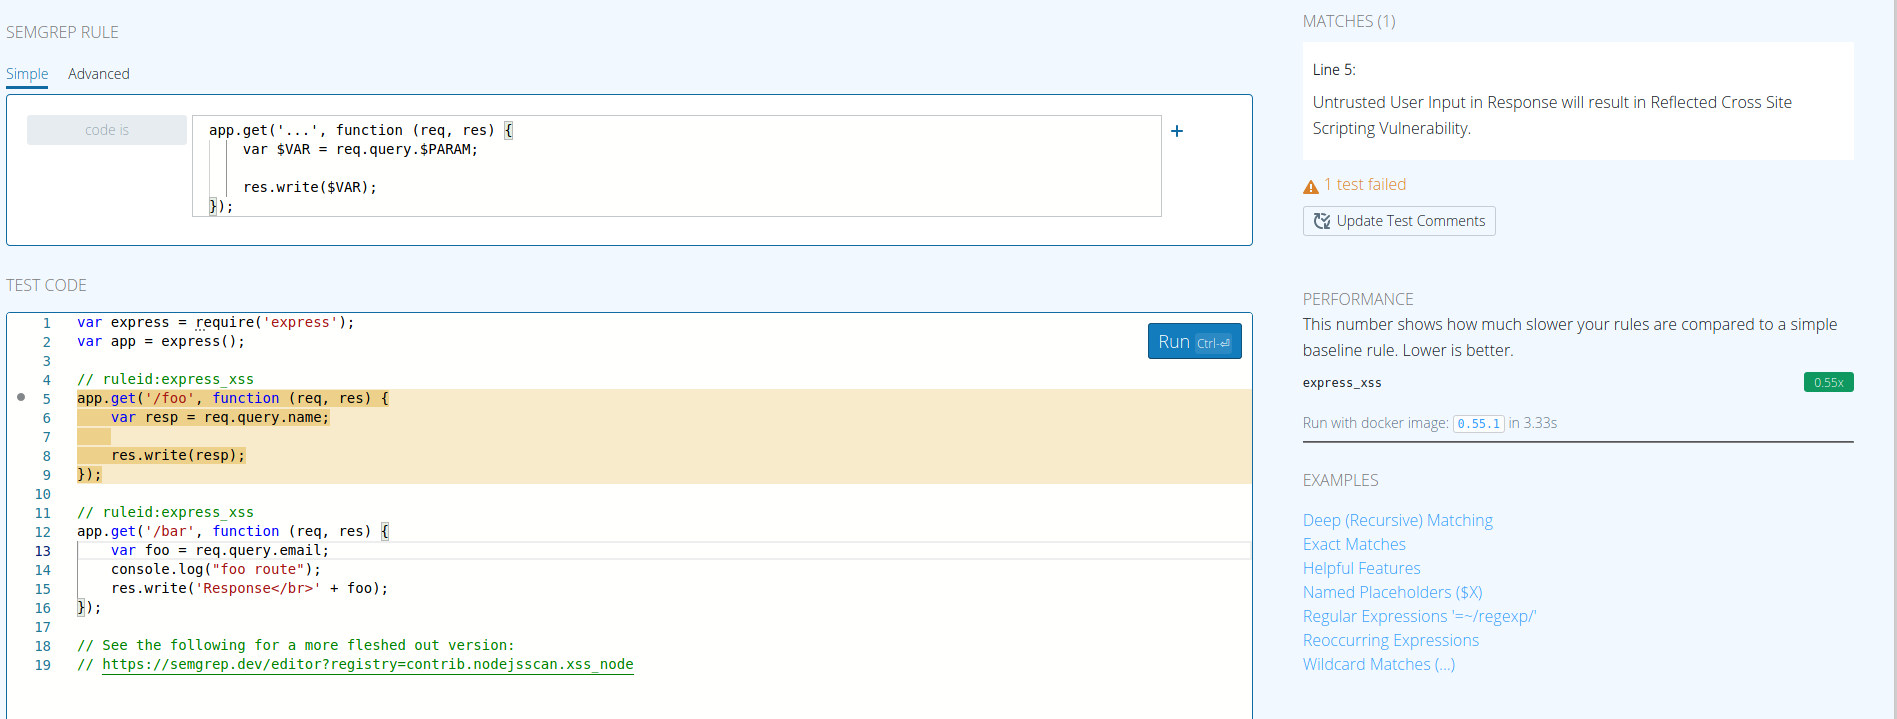 SEMGREP RULE
Simple Advanced
code is
app.get('...', function (req, res) {
var $VAR = req.query.$PARAM;
res.write($VAR);
});
+
TEST CODE
Run Ctrl-⏎
1 var express = require('express');
2 var app = express();
3
4 // ruleid:express_xss
5 app.get('/foo', function (req, res) {
6 var resp = req.query.name;
7
8 res.write(resp);
9 });
10
11 // ruleid:express_xss
12 app.get('/bar', function (req, res) {
13 var foo = req.query.email;
14 console.log("foo route");
15 res.write('Response</br>' + foo);
16 });
17
18 // See the following for a more fleshed out version:
19 // https://semgrep.dev/editor?registry=contrib.nodejsscan.xss_node
MATCHES (1)
Line 5:
Untrusted User Input in Response will result in Reflected Cross Site
Scripting Vulnerability.
1 test failed
Update Test Comments
PERFORMANCE
This number shows how much slower your rules are compared to a simple
baseline rule. Lower is better.
express_xss 0.55x
Run with docker image: 0.55.1 in 3.33s
EXAMPLES
Deep (Recursive) Matching
Exact Matches
Helpful Features
Named Placeholders ($X)
Regular Expressions '=~/regexp/'
Reoccurring Expressions
Wildcard Matches (...)